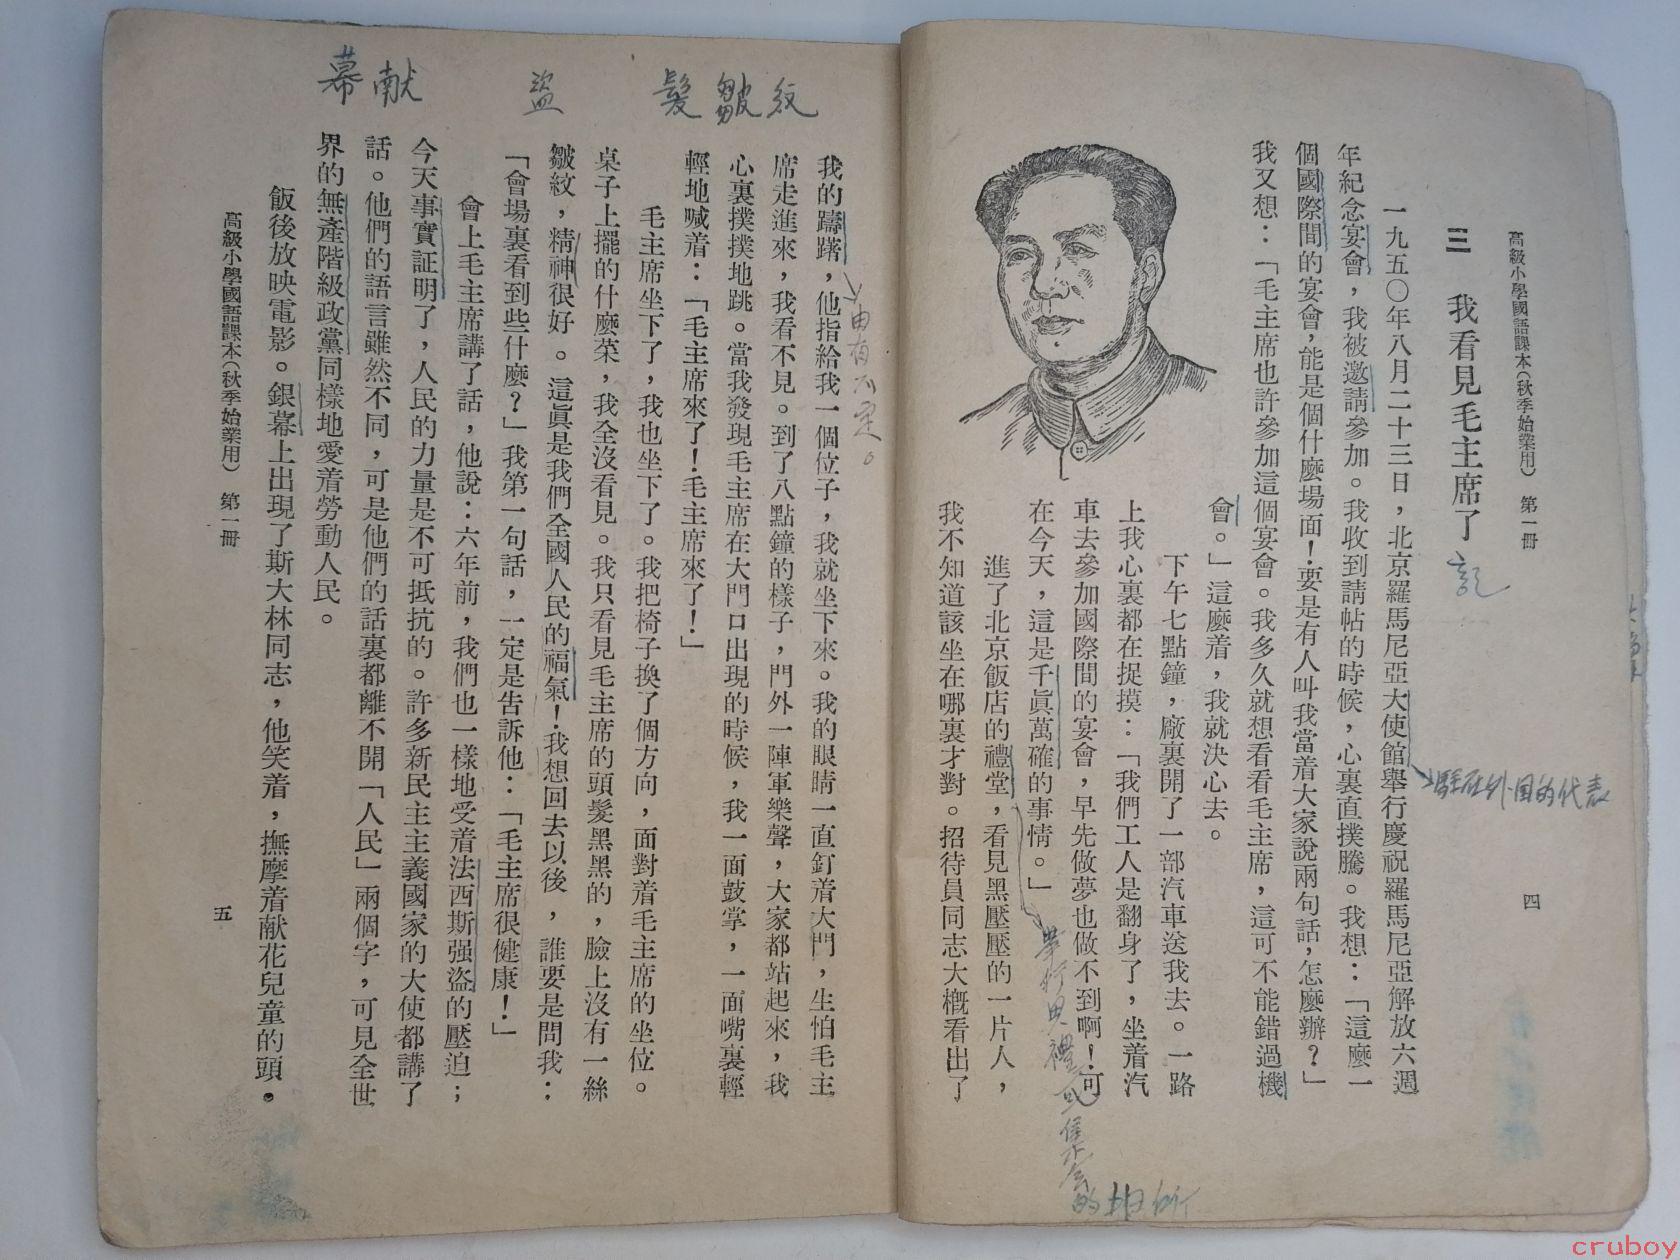 高級小學國語課本(秋季始業用) 第一冊
四
三 我看見毛主席了
記
一九五〇年八月二十三日，北京羅馬尼亞大使館舉行慶祝羅馬尼亞解放六週
年紀念宴會，我被邀請參加。我收到請帖的時候，心裏直撲騰。我想：「這麼一
個國際間的宴會，能是個什麼場面！要是有人叫我當着大家說兩句話，怎麼辦？」
我又想：「毛主席也許參加這個宴會。我多久就想看看毛主席，這可不能錯過機
會。」這麼着，我就決心去。
下午七點鐘，廠裏開了一部汽車送我去。一路
上我心裏都在捉摸：「我們工人是翻身了，坐着汽
車去參加國際間的宴會，早先做夢也做不到啊！可
在今天，這是千眞萬確的事情。」
進了北京飯店的禮堂，看見黑壓壓的一片人，
我不知道該坐在哪裏才對。招待員同志大概看出了
駐在外国的代表
舉行典禮或集会
的場所
髮皺紋
盜
幕献
我的躊躇，他指給我一個位子，我就坐下來。我的眼睛一直釘着大門，生怕毛主
席走進來，我看不見。到了八點鐘的樣子，門外一陣軍樂聲，大家都站起來，我
心裏撲撲地跳。當我發現毛主席在大門口出現的時候，我一面鼓掌，一面嘴裏輕
輕地喊着：「毛主席來了！毛主席來了！」
毛主席坐下了，我也坐下了。我把椅子換了個方向，面對着毛主席的坐位。
桌子上擺的什麼菜，我全沒看見。我只看見毛主席的頭髮黑黑的，臉上沒有一絲
皺紋，精神很好。這眞是我們全國人民的福氣！我想回去以後，誰要是問我：
「會場裏看到些什麼？」我第一句話，一定是告訴他：「毛主席很健康！」
會上毛主席講了話，他說：六年前，我們也一樣地受着法西斯强盜的壓迫；
今天事實証明了，人民的力量是不可抵抗的。許多新民主主義國家的大使都講了
話。他們的語言雖然不同，可是他們的話裏都離不開「人民」兩個字，可見全世
界的無產階級政黨同樣地愛着勞動人民。
飯後放映電影。銀幕上出現了斯大林同志，他笑着，撫摩着献花兒童的頭。
高級小學國語課本(秋季始業用) 第一冊
五
cruboy